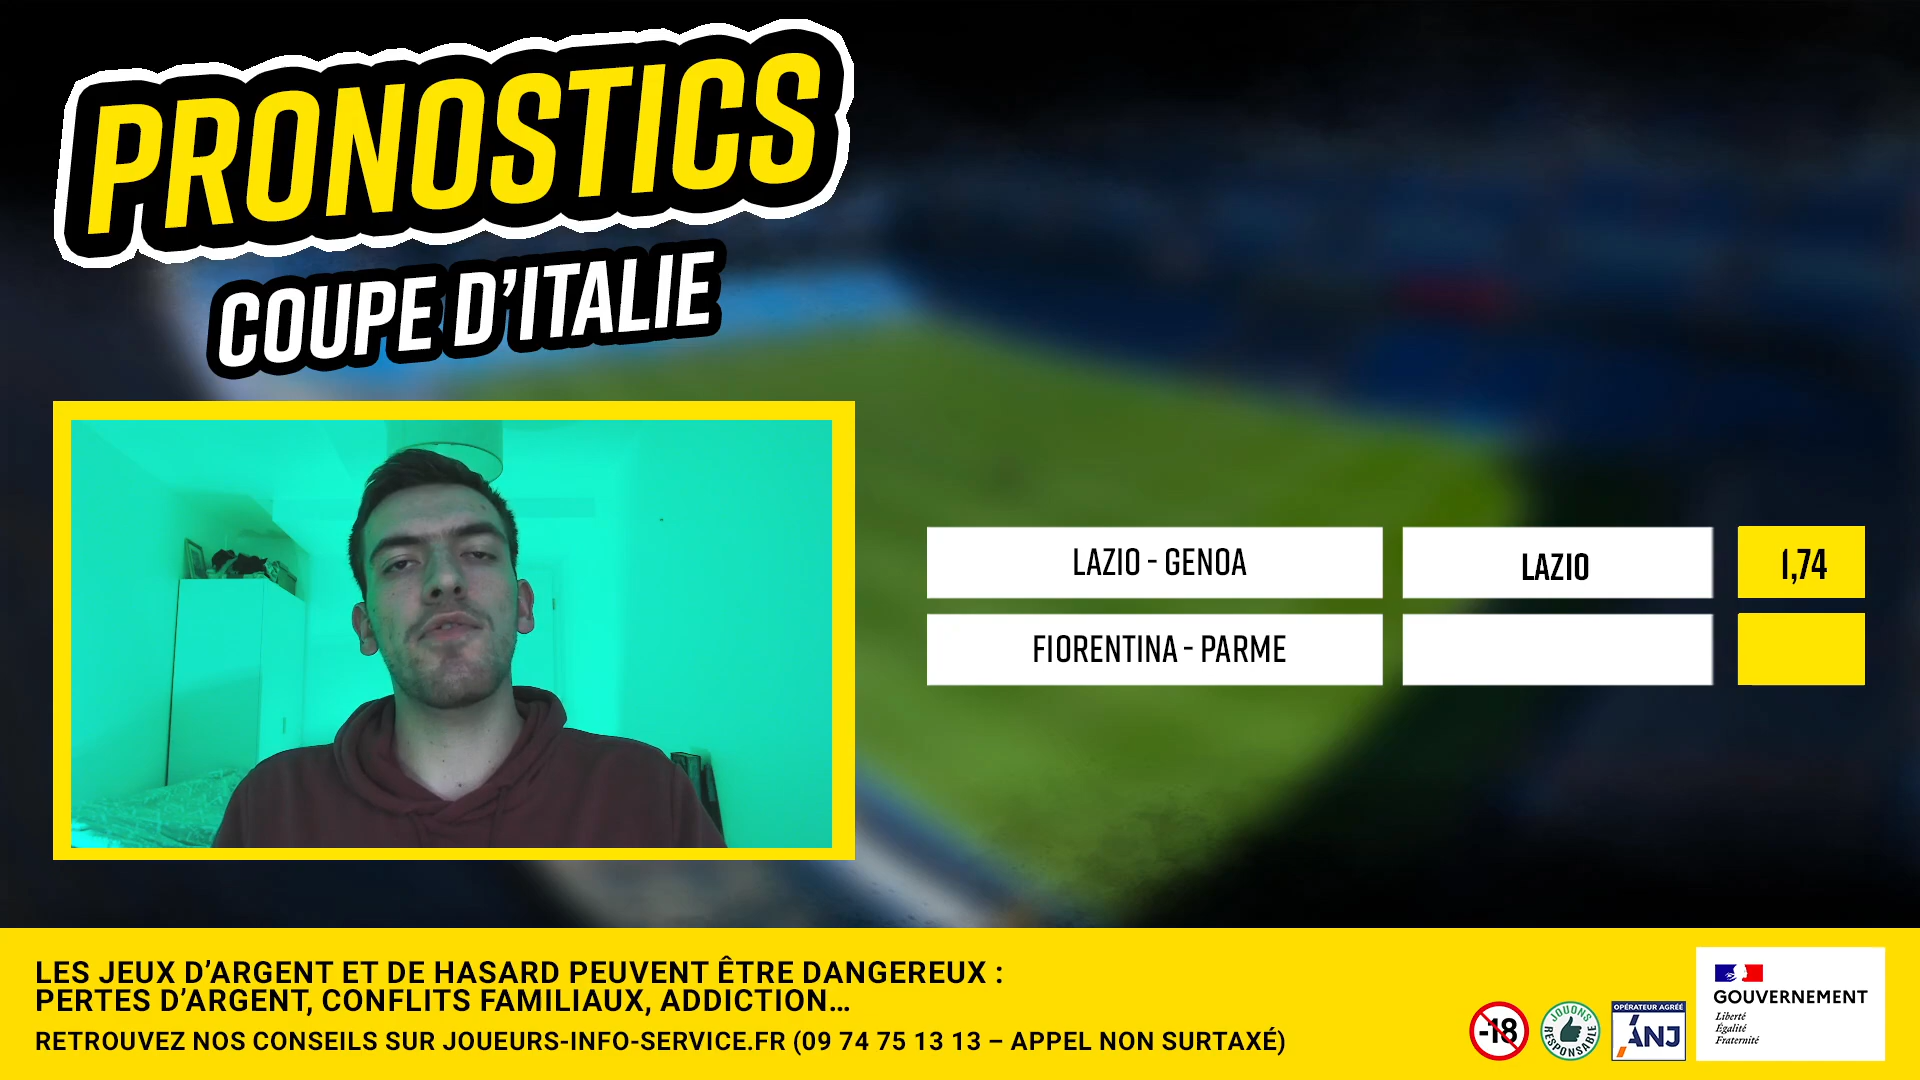 PRONOSTICS
COUPE D'ITALIE
LAZIO - GENOA
LAZIO
1,74
FIORENTINA - PARME
LES JEUX D'ARGENT ET DE HASARD PEUVENT ÊTRE DANGEREUX :
PERTES D'ARGENT, CONFLITS FAMILIAUX, ADDICTION...
RETROUVEZ NOS CONSEILS SUR JOUEURS-INFO-SERVICE.FR (09 74 75 13 13 – APPEL NON SURTAXÉ)
-18
JOUONS
RESPONSABLE
OPÉRATEUR AGRÉÉ
ANJ
GOUVERNEMENT
Liberté
Égalité
Fraternité